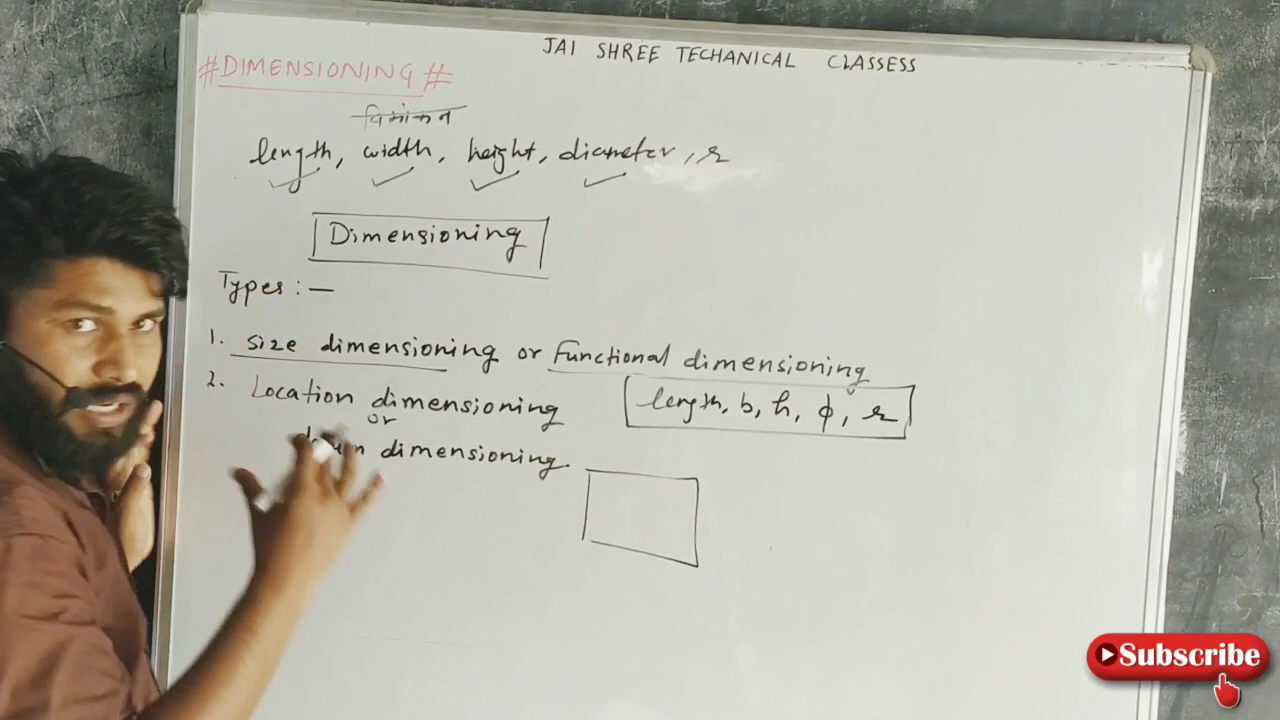 JAI SHREE TECHANICAL CLASSESS
#DIMENSIONING#
विमांकन
length, width, height, diameter, r
Dimensioning
Types :—
1. Size dimensioning or Functional dimensioning
2. Location dimensioning
length, b, h, ϕ, r
or
dimensioning.
Subscribe